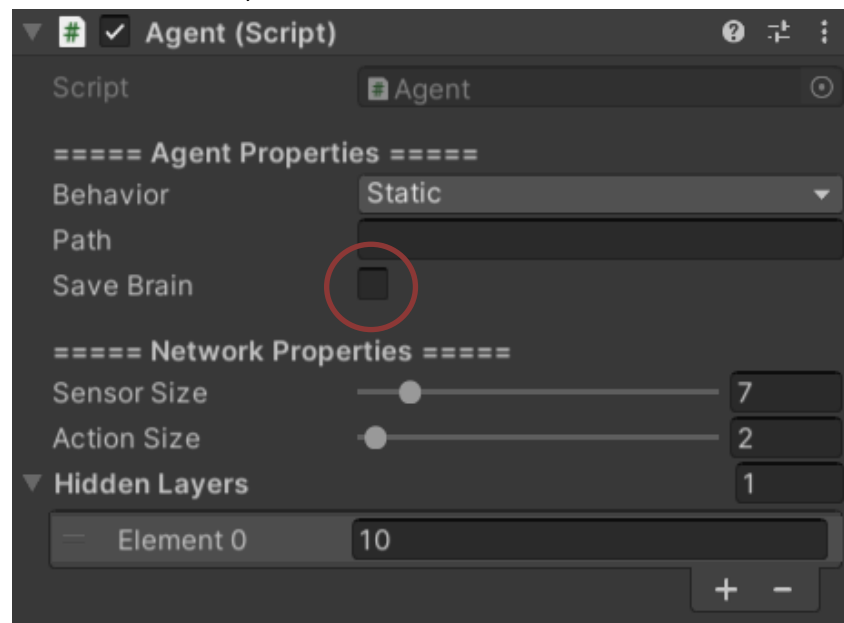 # Agent (Script)
Script # Agent
===== Agent Properties =====
Behavior Static
Path
Save Brain
===== Network Properties =====
Sensor Size 7
Action Size 2
Hidden Layers 1
Element 0 10
+ -